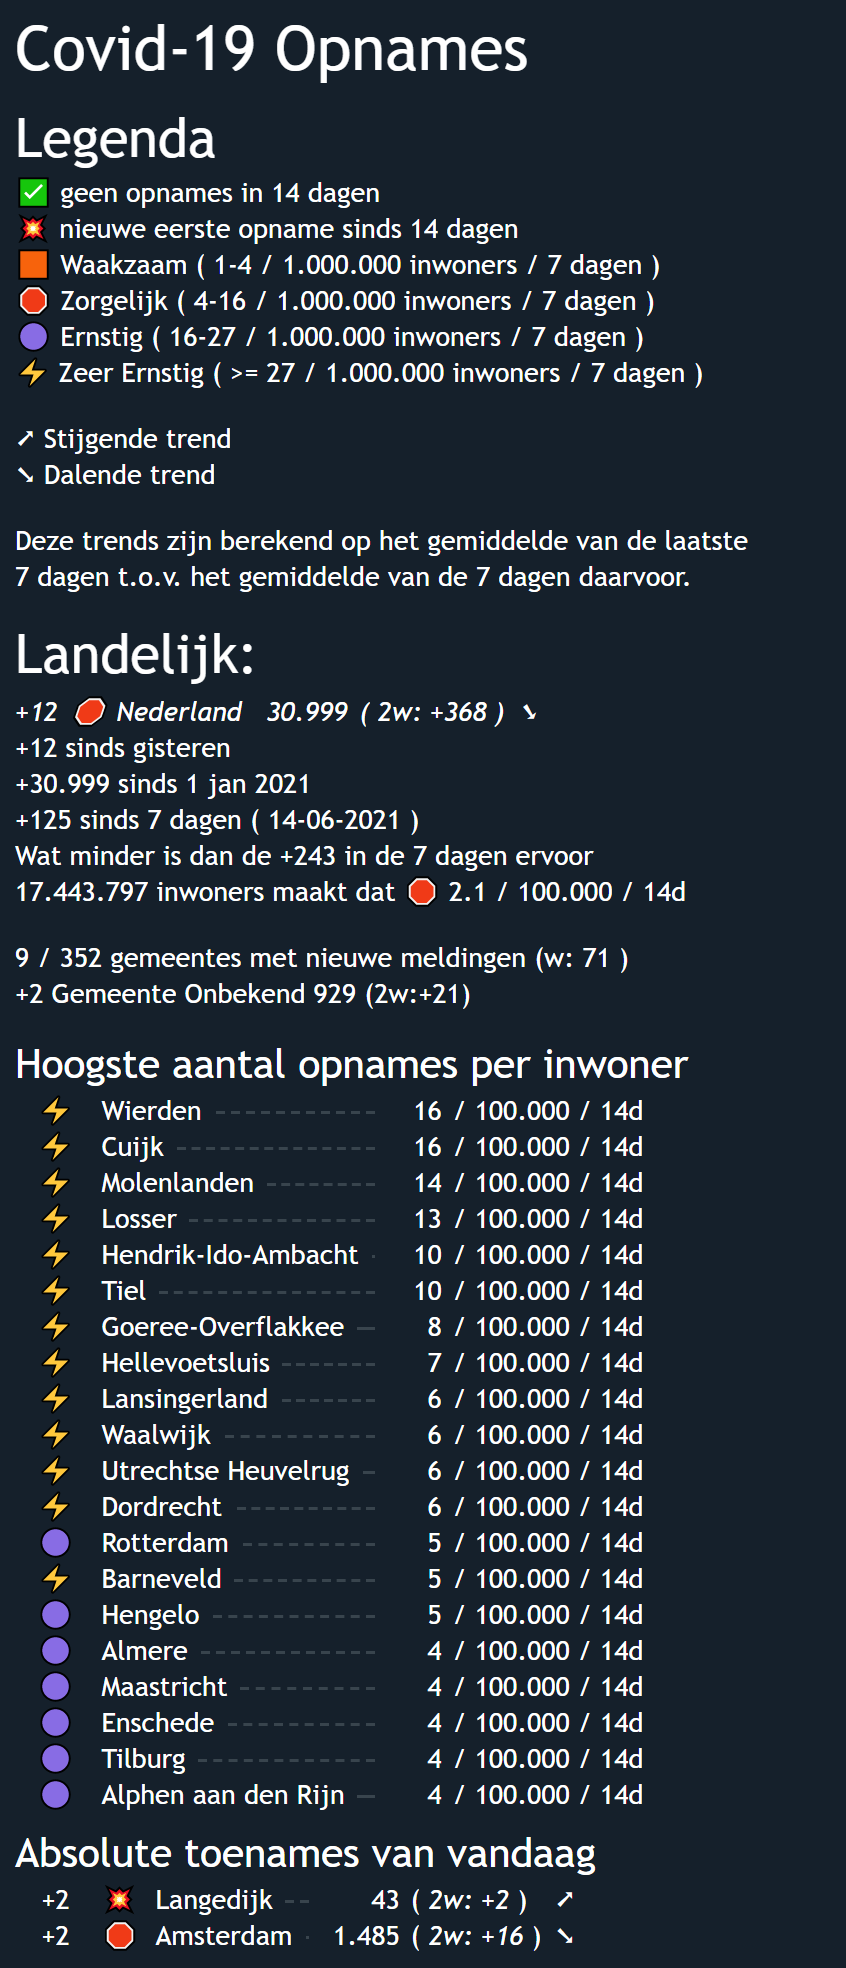 Covid-19 Opnames
Legenda
✅ geen opnames in 14 dagen
💥 nieuwe eerste opname sinds 14 dagen
🟧 Waakzaam ( 1-4 / 1.000.000 inwoners / 7 dagen )
🛑 Zorgelijk ( 4-16 / 1.000.000 inwoners / 7 dagen )
🟣 Ernstig ( 16-27 / 1.000.000 inwoners / 7 dagen )
⚡ Zeer Ernstig ( >= 27 / 1.000.000 inwoners / 7 dagen )
➚ Stijgende trend
➘ Dalende trend
Deze trends zijn berekend op het gemiddelde van de laatste
7 dagen t.o.v. het gemiddelde van de 7 dagen daarvoor.
Landelijk:
+12 🛑 Nederland 30.999 ( 2w: +368 ) ➘
+12 sinds gisteren
+30.999 sinds 1 jan 2021
+125 sinds 7 dagen ( 14-06-2021 )
Wat minder is dan de +243 in de 7 dagen ervoor
17.443.797 inwoners maakt dat 🛑 2.1 / 100.000 / 14d
9 / 352 gemeentes met nieuwe meldingen (w: 71 )
+2 Gemeente Onbekend 929 (2w:+21)
Hoogste aantal opnames per inwoner
⚡ Wierden 16 / 100.000 / 14d
⚡ Cuijk 16 / 100.000 / 14d
⚡ Molenlanden 14 / 100.000 / 14d
⚡ Losser 13 / 100.000 / 14d
⚡ Hendrik-Ido-Ambacht 10 / 100.000 / 14d
⚡ Tiel 10 / 100.000 / 14d
⚡ Goeree-Overflakkee 8 / 100.000 / 14d
⚡ Hellevoetsluis 7 / 100.000 / 14d
⚡ Lansingerland 6 / 100.000 / 14d
⚡ Waalwijk 6 / 100.000 / 14d
⚡ Utrechtse Heuvelrug 6 / 100.000 / 14d
⚡ Dordrecht 6 / 100.000 / 14d
🟣 Rotterdam 5 / 100.000 / 14d
⚡ Barneveld 5 / 100.000 / 14d
🟣 Hengelo 5 / 100.000 / 14d
🟣 Almere 4 / 100.000 / 14d
🟣 Maastricht 4 / 100.000 / 14d
🟣 Enschede 4 / 100.000 / 14d
🟣 Tilburg 4 / 100.000 / 14d
🟣 Alphen aan den Rijn 4 / 100.000 / 14d
Absolute toenames van vandaag
+2 💥 Langedijk 43 ( 2w: +2 ) ➚
+2 🛑 Amsterdam 1.485 ( 2w: +16 ) ➘